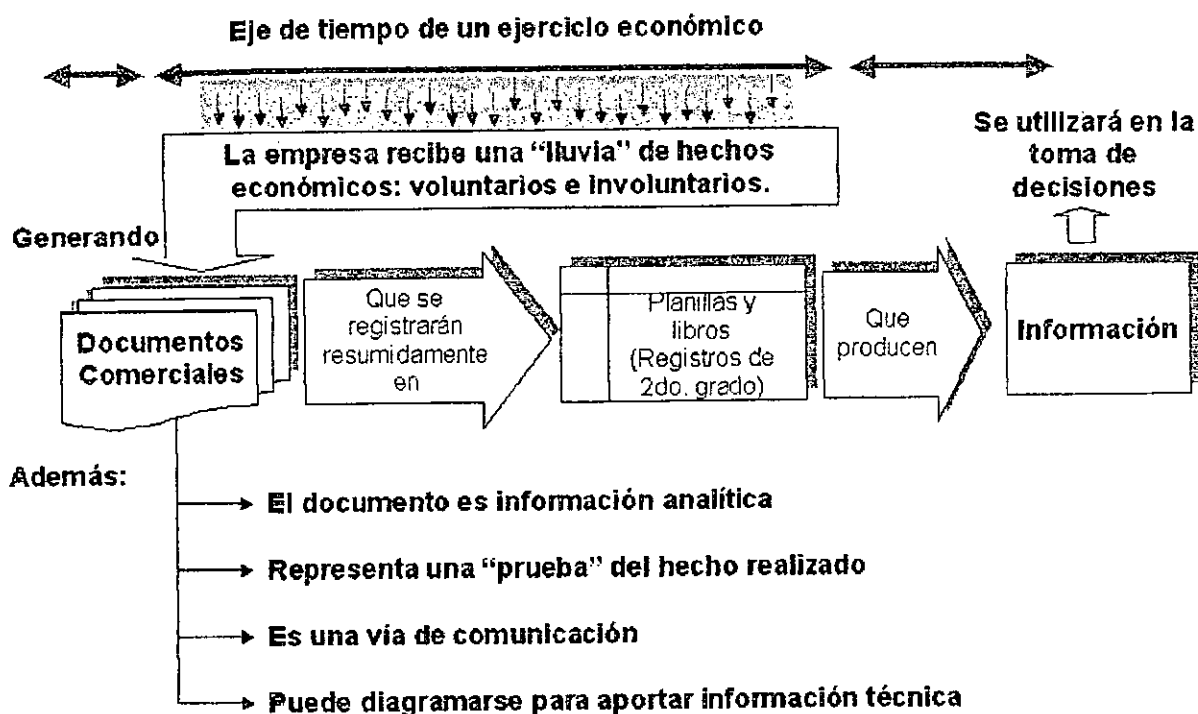 Eje de tiempo de un ejercicio económico
La empresa recibe una “lluvia” de hechos
económicos: voluntarios e involuntarios.
Se utilizará en la
toma de
decisiones
Generando
Documentos
Comerciales
Que se
registrarán
resumidamente
en
Planillas y
libros
(Registros de
2do. grado)
Que
producen
Información
Además:
El documento es información analítica
Representa una “prueba” del hecho realizado
Es una vía de comunicación
Puede diagramarse para aportar información técnica